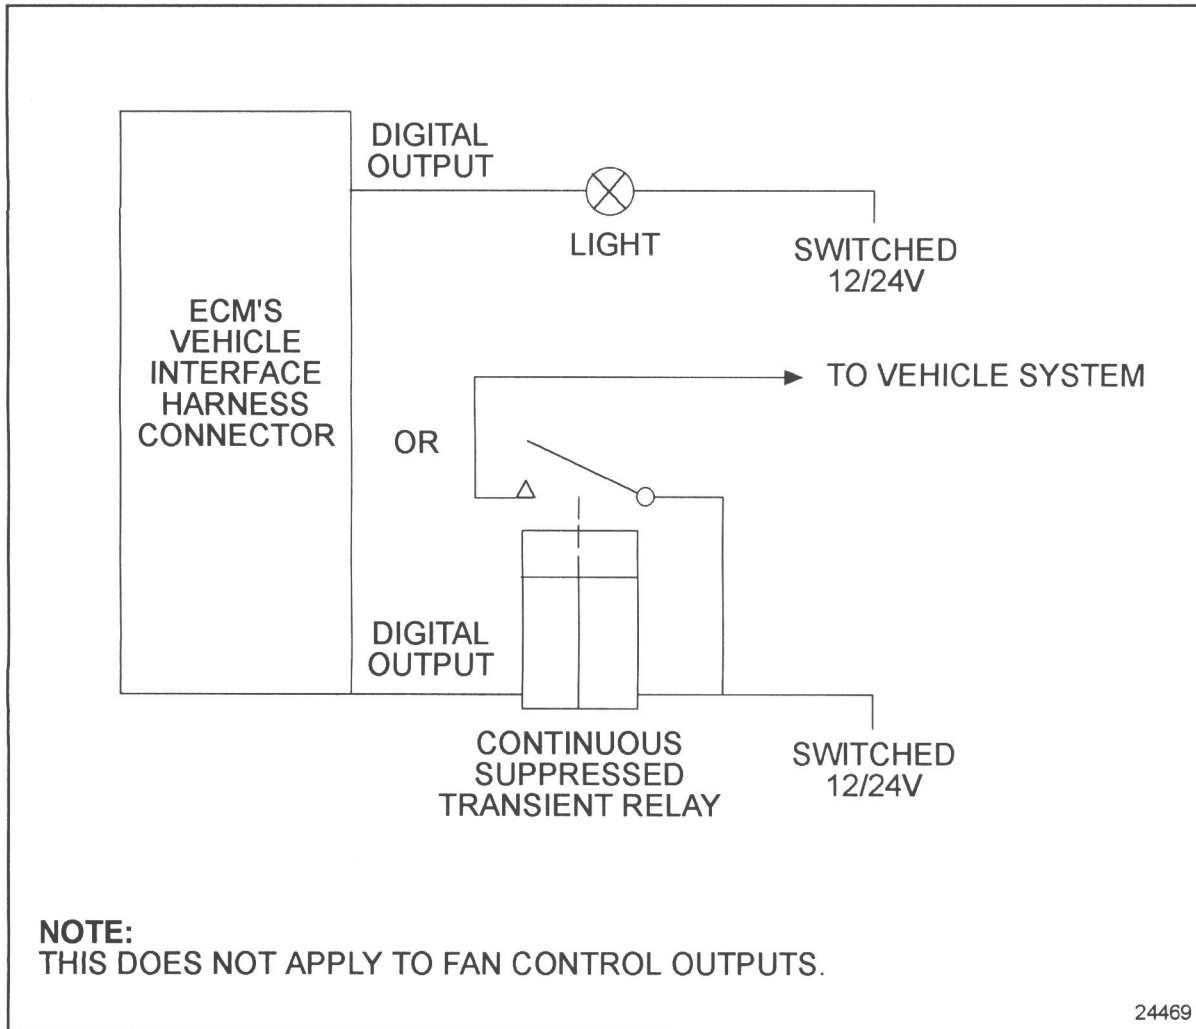 DIGITAL
OUTPUT
LIGHT
SWITCHED
12/24V
ECM'S
VEHICLE
INTERFACE
HARNESS
CONNECTOR
TO VEHICLE SYSTEM
OR
DIGITAL
OUTPUT
CONTINUOUS
SUPPRESSED
TRANSIENT RELAY
SWITCHED
12/24V
NOTE:
THIS DOES NOT APPLY TO FAN CONTROL OUTPUTS.
24469